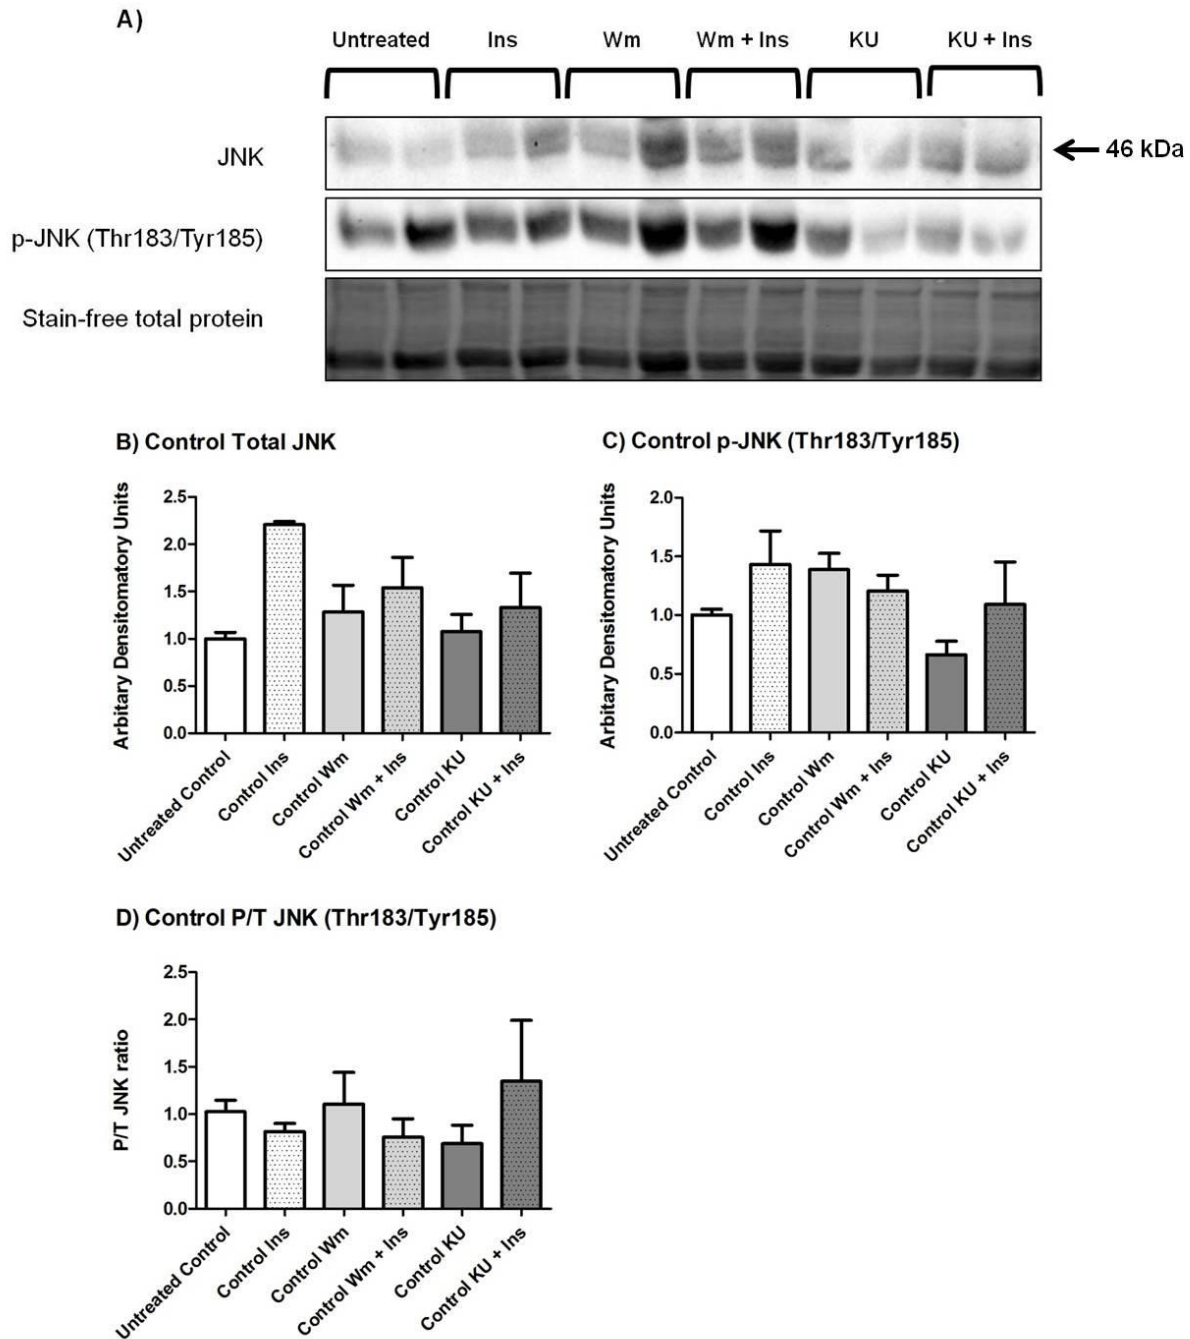 A)
Untreated Ins Wm Wm + Ins KU KU + Ins
JNK
46 kDa
p-JNK (Thr183/Tyr185)
Stain-free total protein
B) Control Total JNK
Arbitary Densitomatory Units
2.5
2.0
1.5
1.0
0.5
0.0
Untreated Control
Control Ins
Control Wm
Control Wm + Ins
Control KU
Control KU + Ins
C) Control p-JNK (Thr183/Tyr185)
Arbitary Densitomatory Units
2.0
1.5
1.0
0.5
0.0
Untreated Control
Control Ins
Control Wm
Control Wm + Ins
Control KU
Control KU + Ins
D) Control P/T JNK (Thr183/Tyr185)
P/T JNK ratio
2.5
2.0
1.5
1.0
0.5
0.0
Untreated Control
Control Ins
Control Wm
Control Wm + Ins
Control KU
Control KU + Ins